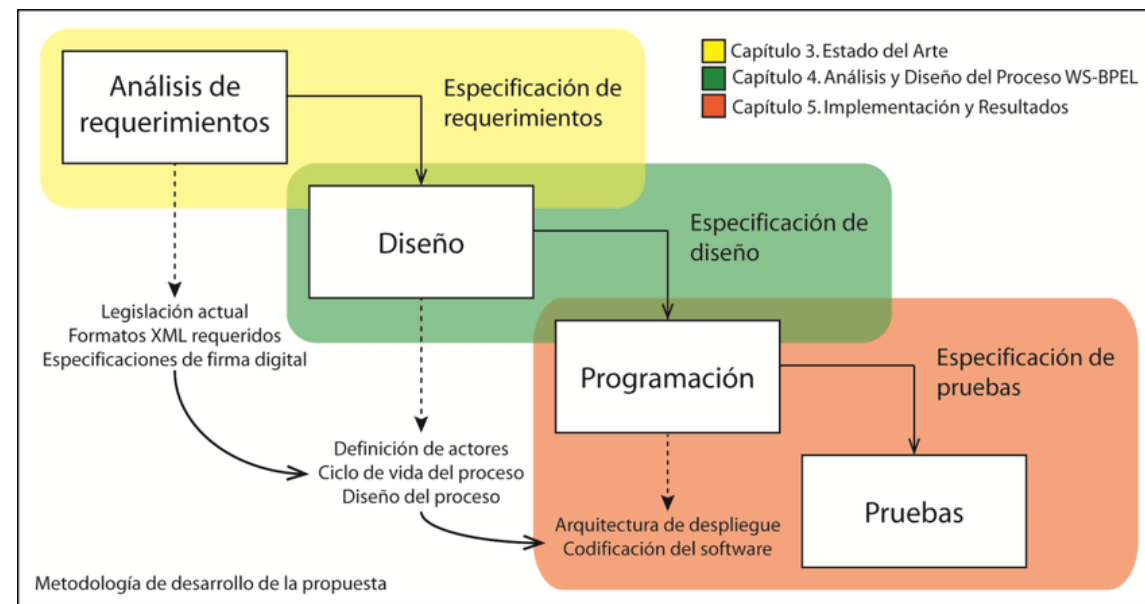 Análisis de
requerimientos
Especificación de
requerimientos
Capítulo 3. Estado del Arte
Capítulo 4. Análisis y Diseño del Proceso WS-BPEL
Capítulo 5. Implementación y Resultados
Diseño
Especificación de
diseño
Legislación actual
Formatos XML requeridos
Especificaciones de firma digital
Programación
Especificación de
pruebas
Definición de actores
Ciclo de vida del proceso
Diseño del proceso
Pruebas
Arquitectura de despliegue
Codificación del software
Metodología de desarrollo de la propuesta